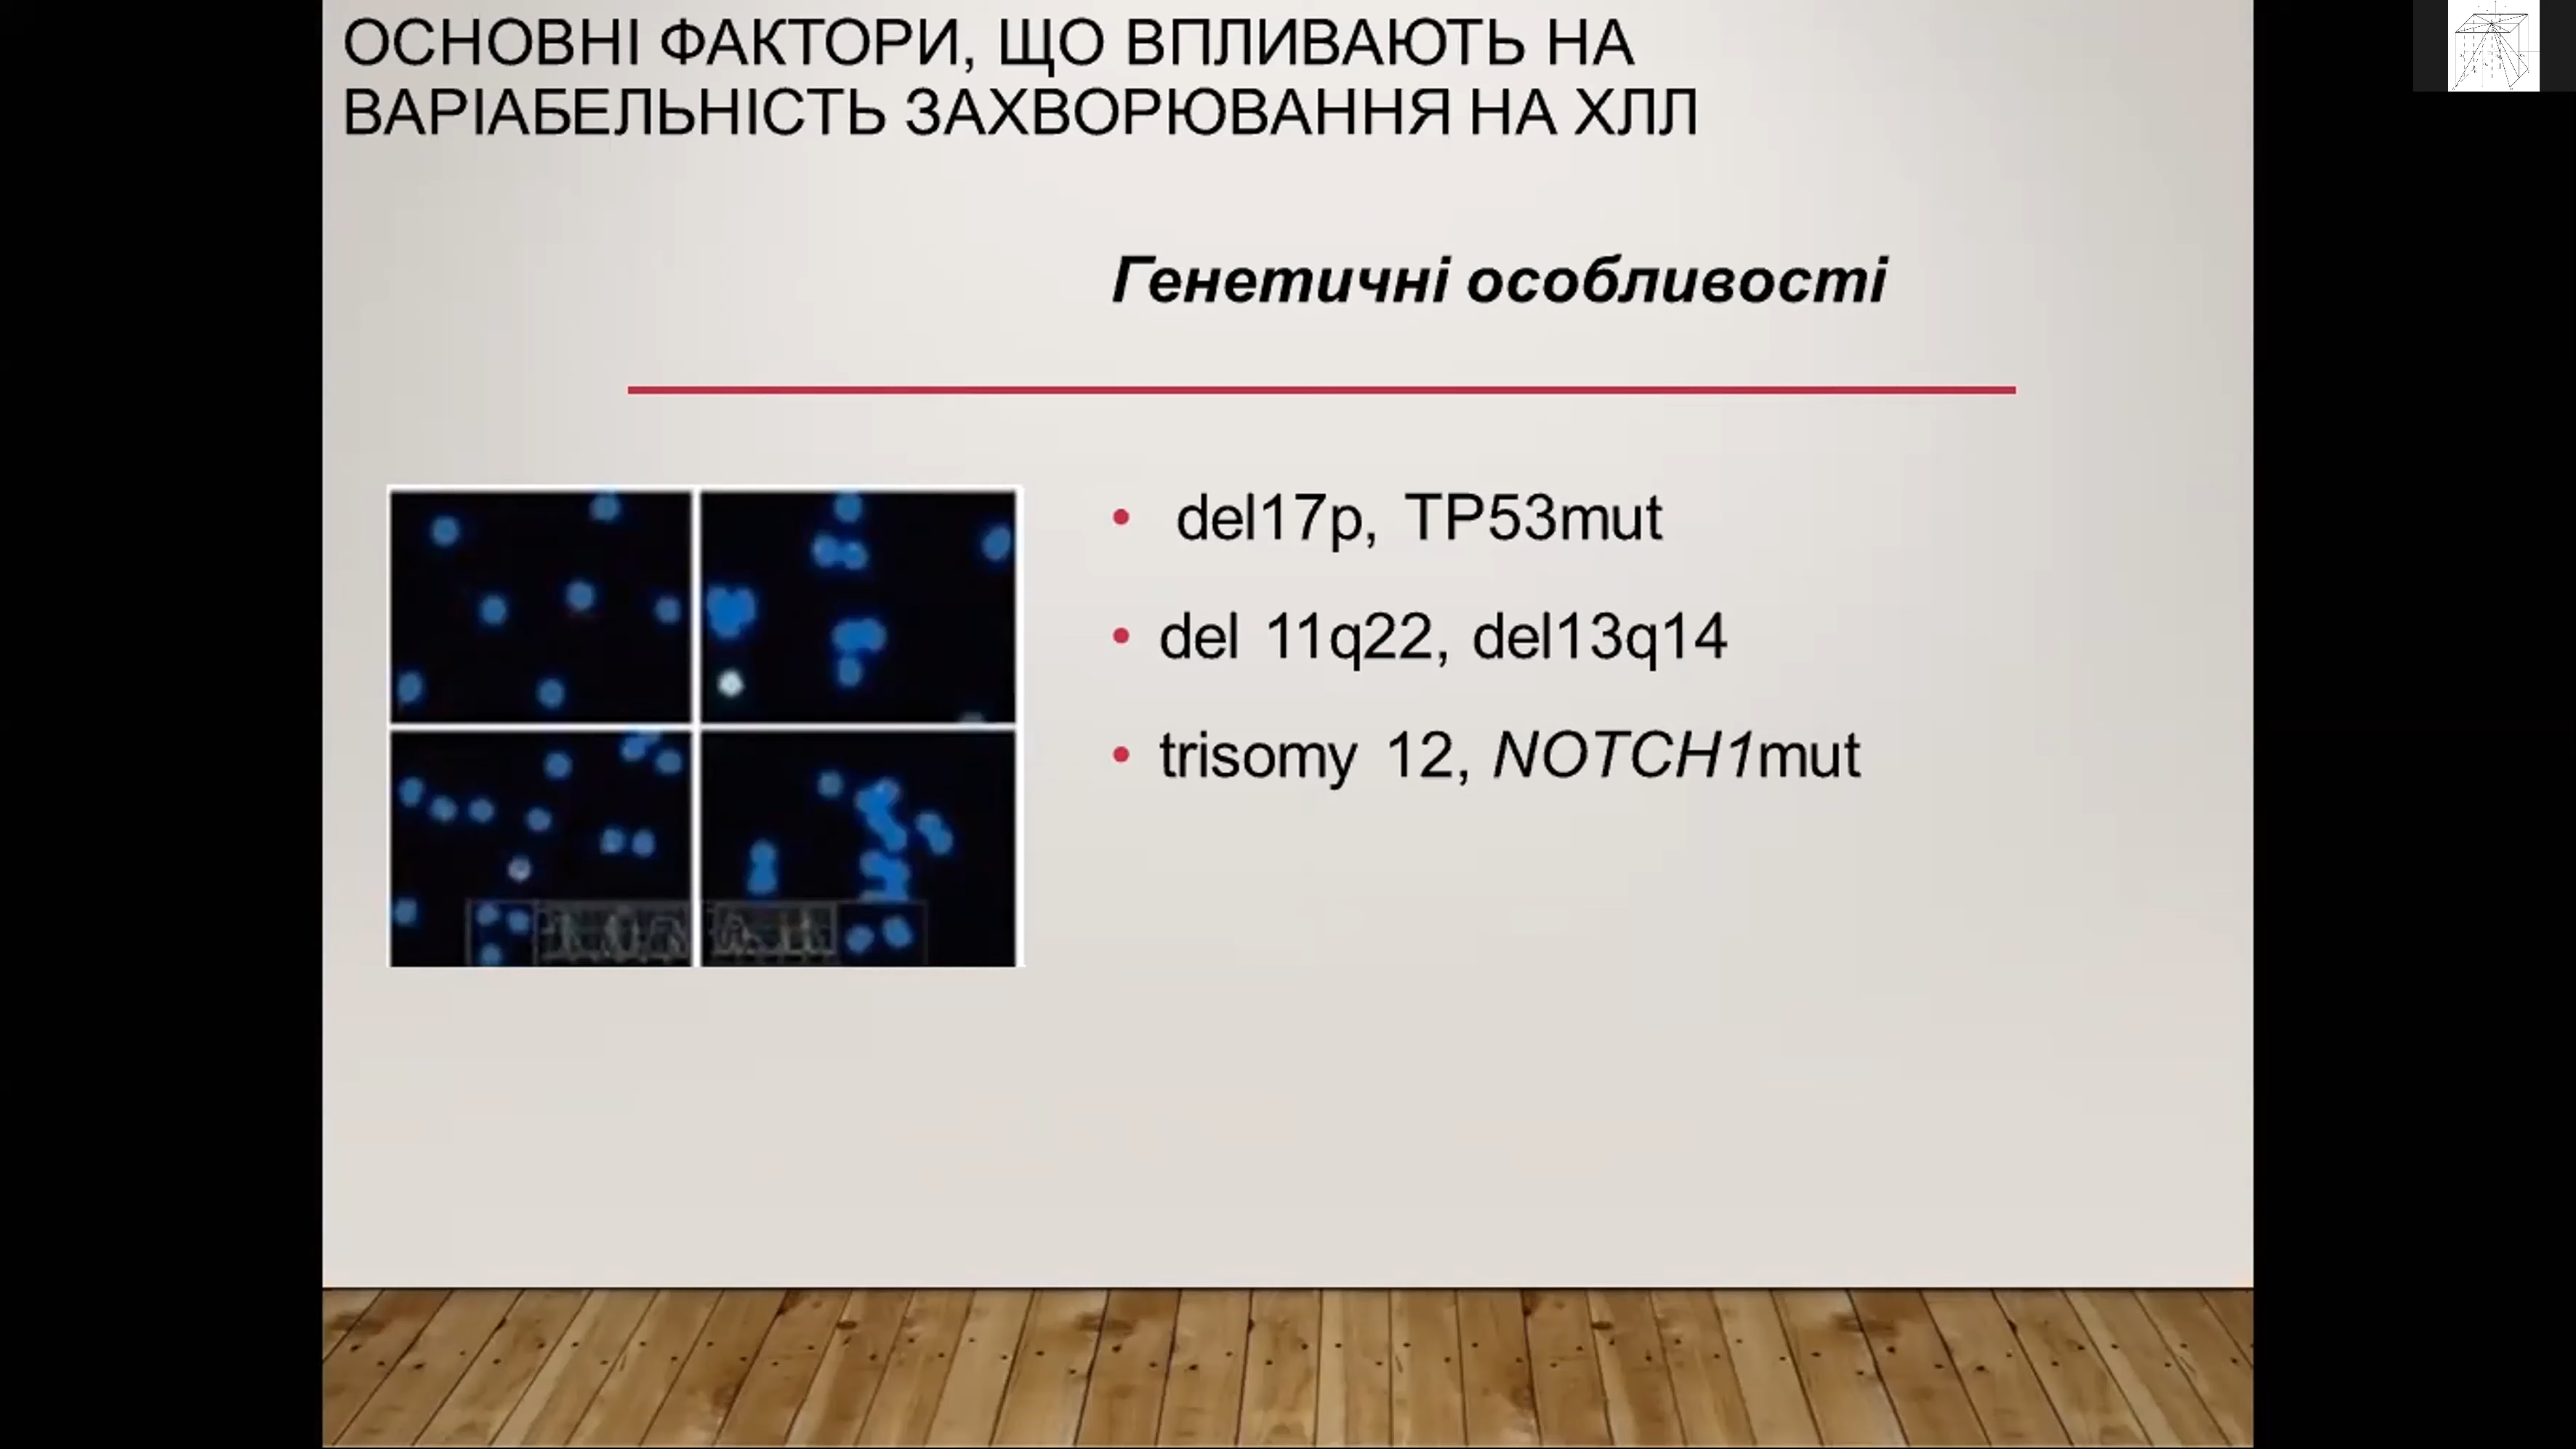 ОСНОВНІ ФАКТОРИ, ЩО ВПЛИВАЮТЬ НА
ВАРІАБЕЛЬНІСТЬ ЗАХВОРЮВАННЯ НА ХЛЛ
Генетичні особливості
• del17p, TP53mut
• del 11q22, del13q14
• trisomy 12, NOTCH1mut